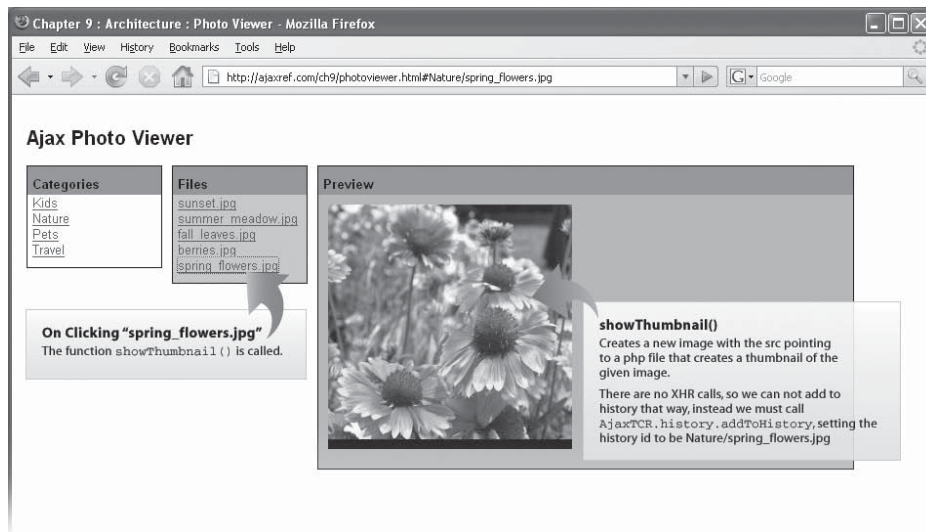 Chapter 9 : Architecture : Photo Viewer - Mozilla Firefox
File Edit View History Bookmarks Tools Help
http://ajaxref.com/ch9/photoviewer.html#Nature/spring_flowers.jpg
G Google
Ajax Photo Viewer
Categories
Kids
Nature
Pets
Travel
Files
sunset.jpg
summer_meadow.jpg
fall_leaves.jpg
berries.jpg
spring_flowers.jpg
Preview
On Clicking “spring_flowers.jpg”
The function showThumbnail() is called.
showThumbnail()
Creates a new image with the src pointing
to a php file that creates a thumbnail of the
given image.
There are no XHR calls, so we can not add to
history that way, instead we must call
AjaxTCR.history.addToHistory, setting the
history id to be Nature/spring_flowers.jpg